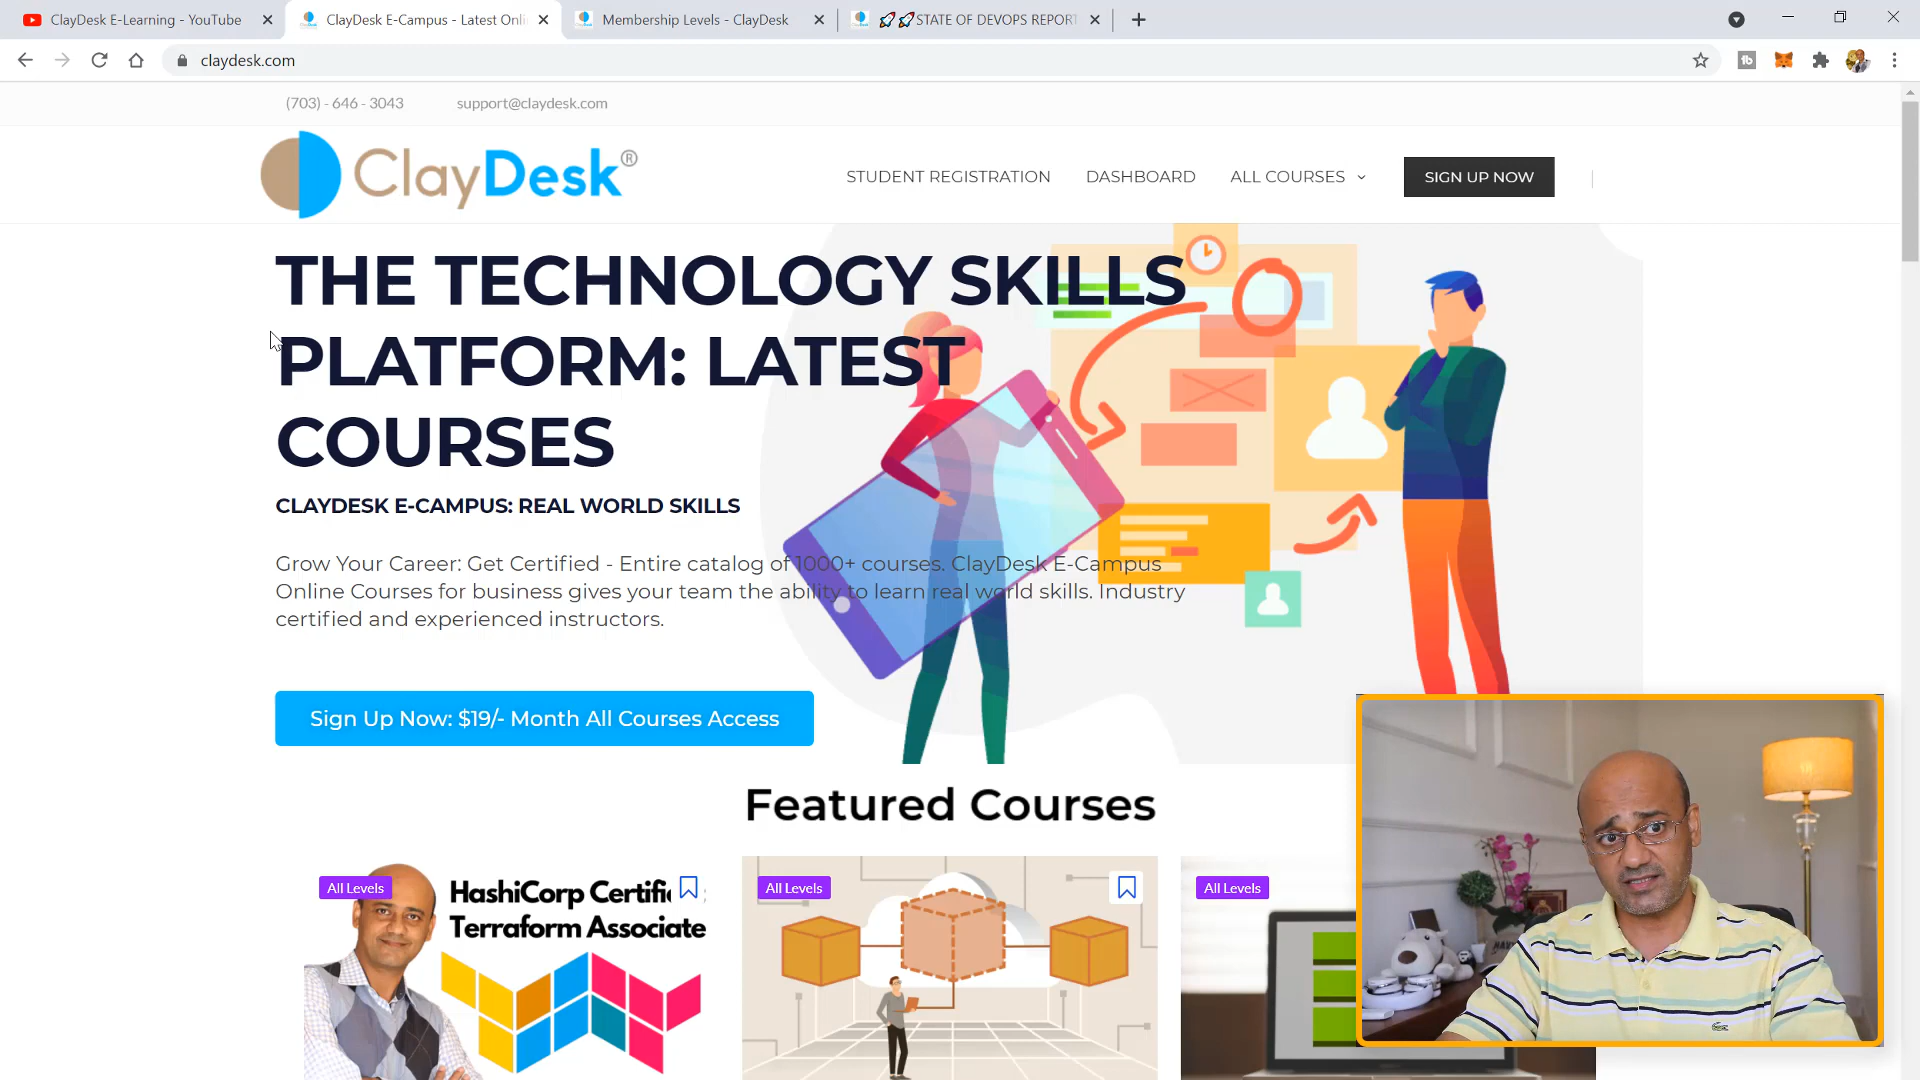 ClayDesk E-Learning - YouTube
ClayDesk E-Campus - Latest Onli
Membership Levels - ClayDesk
🚀🚀STATE OF DEVOPS REPORT
claydesk.com
(703) - 646 - 3043
support@claydesk.com
ClayDesk®
STUDENT REGISTRATION
DASHBOARD
ALL COURSES
SIGN UP NOW
THE TECHNOLOGY SKILLS
PLATFORM: LATEST
COURSES
CLAYDESK E-CAMPUS: REAL WORLD SKILLS
Grow Your Career: Get Certified - Entire catalog of 1000+ courses. ClayDesk E-Campus
Online Courses for business gives your team the ability to learn real world skills. Industry
certified and experienced instructors.
Sign Up Now: $19/- Month All Courses Access
Featured Courses
All Levels
HashiCorp Certific
Terraform Associate
All Levels
All Levels